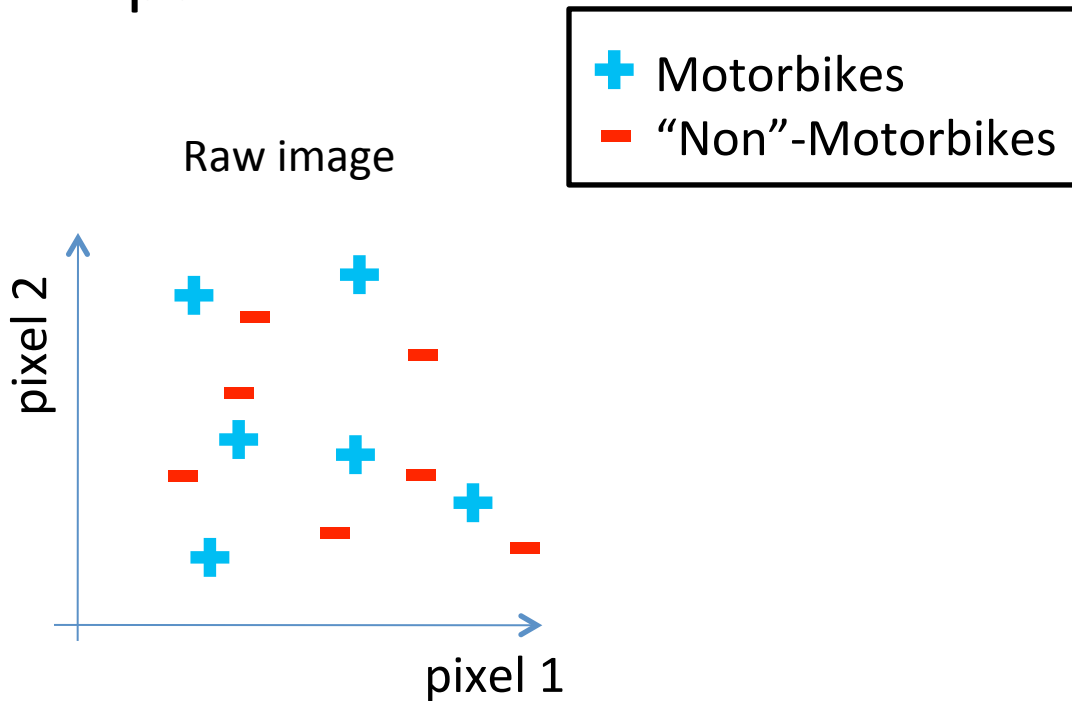 Motorbikes
“Non”-Motorbikes
Raw image
pixel 2
pixel 1